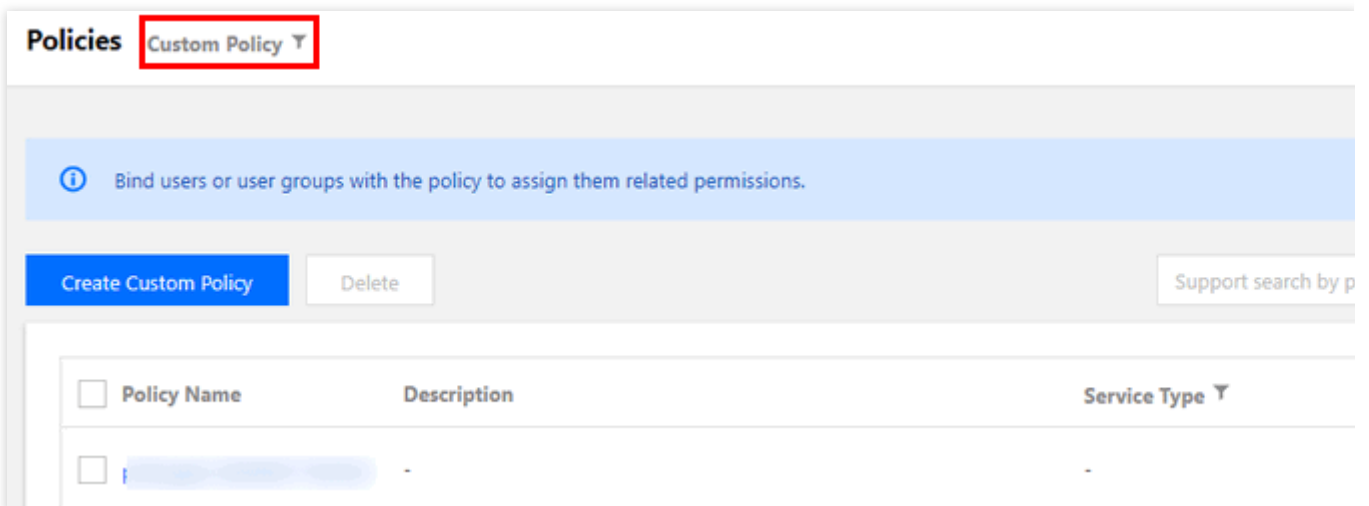 Policies Custom Policy
Bind users or user groups with the policy to assign them related permissions.
Create Custom Policy Delete Support search by p
Policy Name Description Service Type
- -